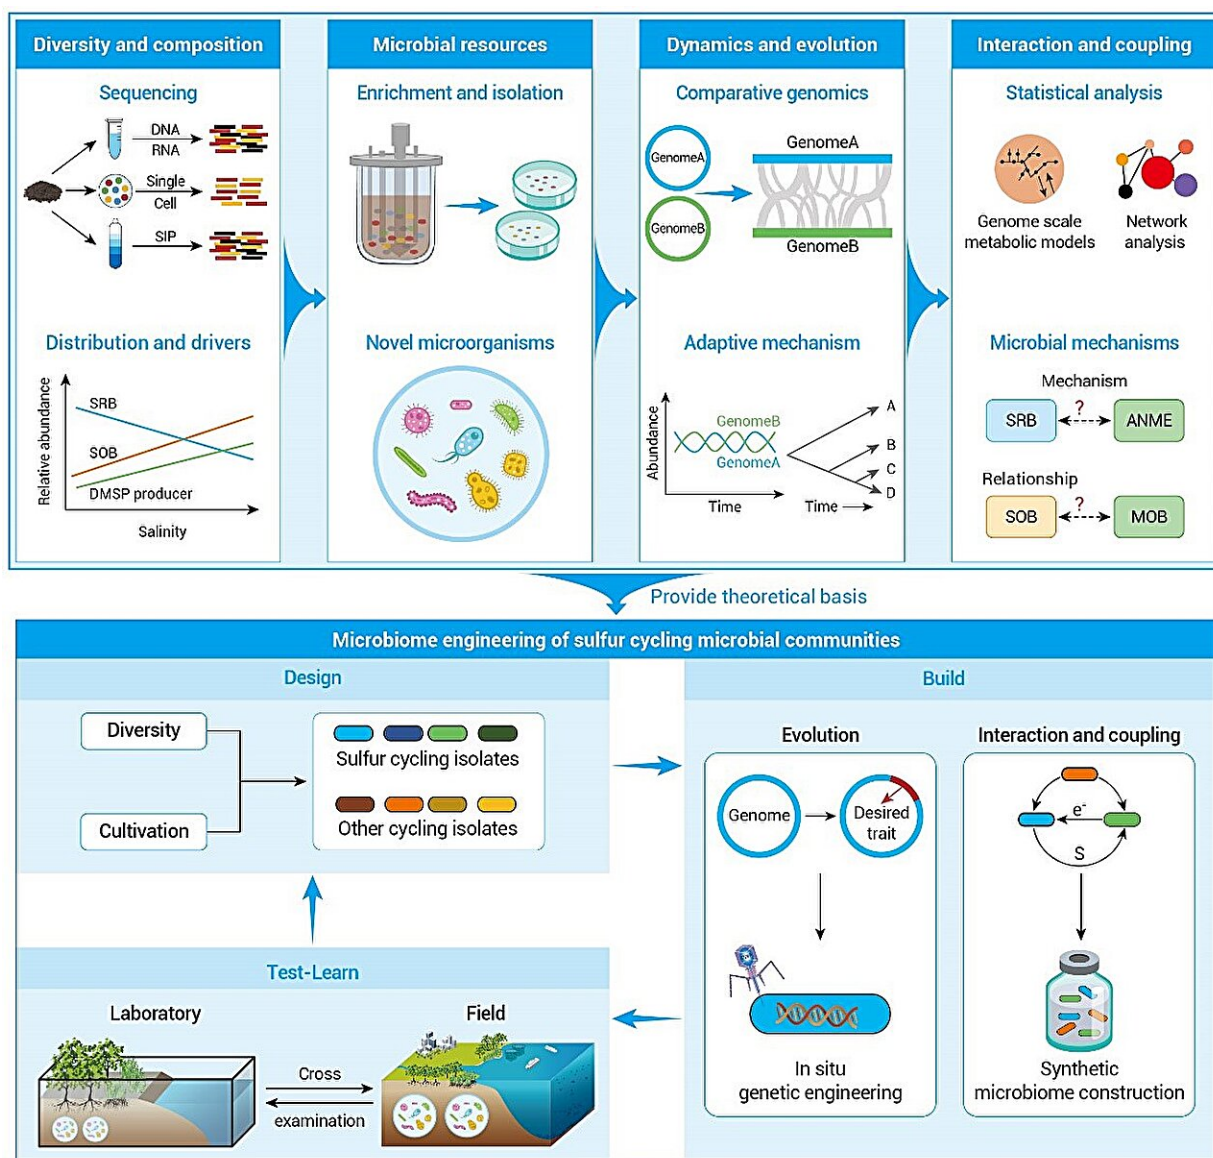 Diversity and composition
Sequencing
DNA
RNA
Single
Cell
SIP
Distribution and drivers
Relative abundance
SRB
SOB
DMSP producer
Salinity
Microbial resources
Enrichment and isolation
Novel microorganisms
Dynamics and evolution
Comparative genomics
GenomeA
GenomeB
GenomeA
GenomeB
Adaptive mechanism
Abundance
GenomeB
GenomeA
Time
Time
A
B
C
D
Interaction and coupling
Statistical analysis
Genome scale
metabolic models
Network
analysis
Microbial mechanisms
Mechanism
SRB
?
ANME
Relationship
SOB
?
MOB
Provide theoretical basis
Microbiome engineering of sulfur cycling microbial communities
Design
Diversity
Cultivation
Sulfur cycling isolates
Other cycling isolates
Build
Evolution
Genome
Desired
trait
In situ
genetic engineering
Interaction and coupling
e-
S
Synthetic
microbiome construction
Test-Learn
Laboratory
Cross
examination
Field